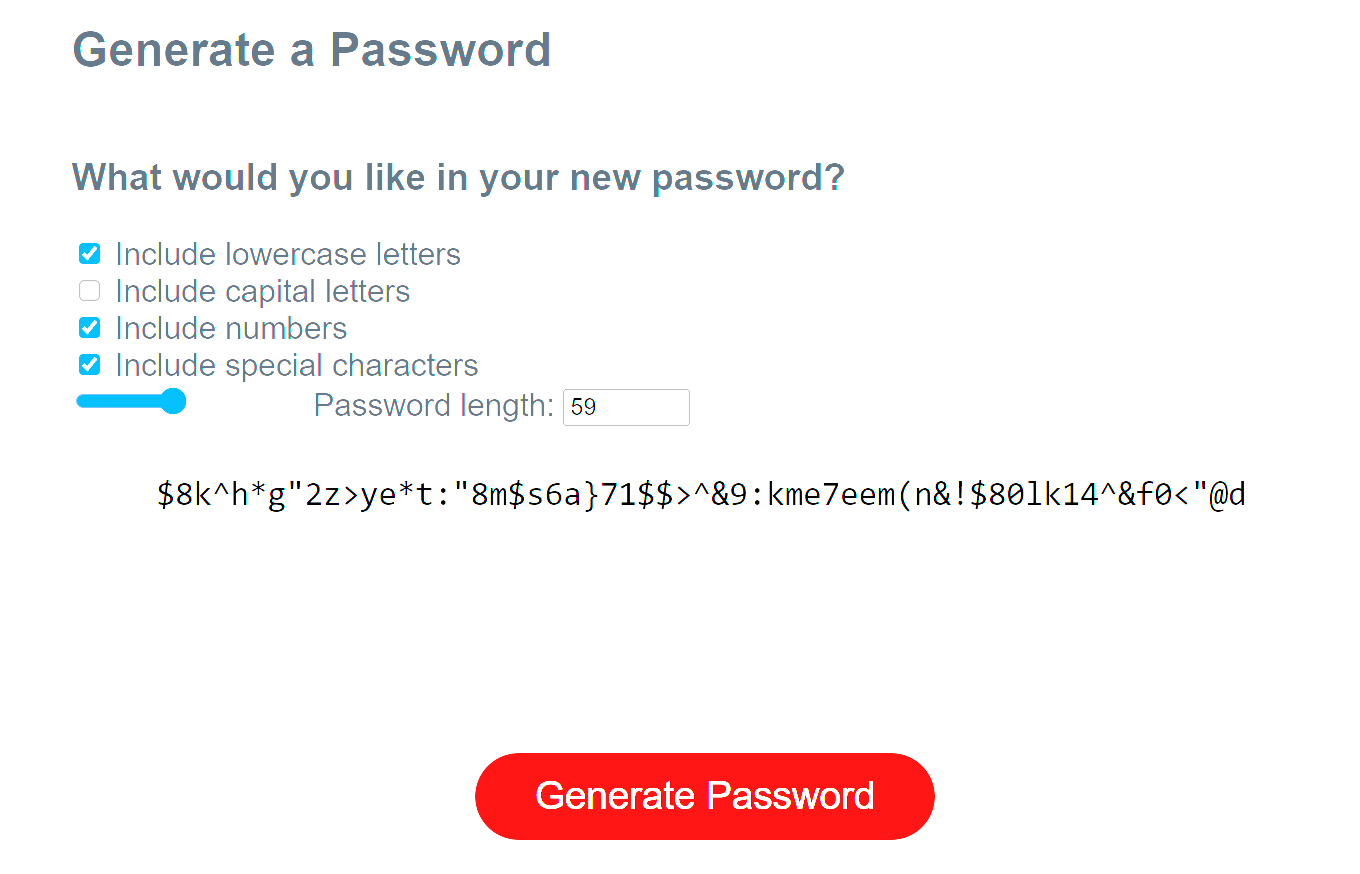 Generate a Password
What would you like in your new password?
Include lowercase letters
Include capital letters
Include numbers
Include special characters
Password length: 59
$8k^h*g"2z>ye*t:"8m$s6a}71$$>^&9:kme7eem(n&!$80lk14^&f0<"@d
Generate Password